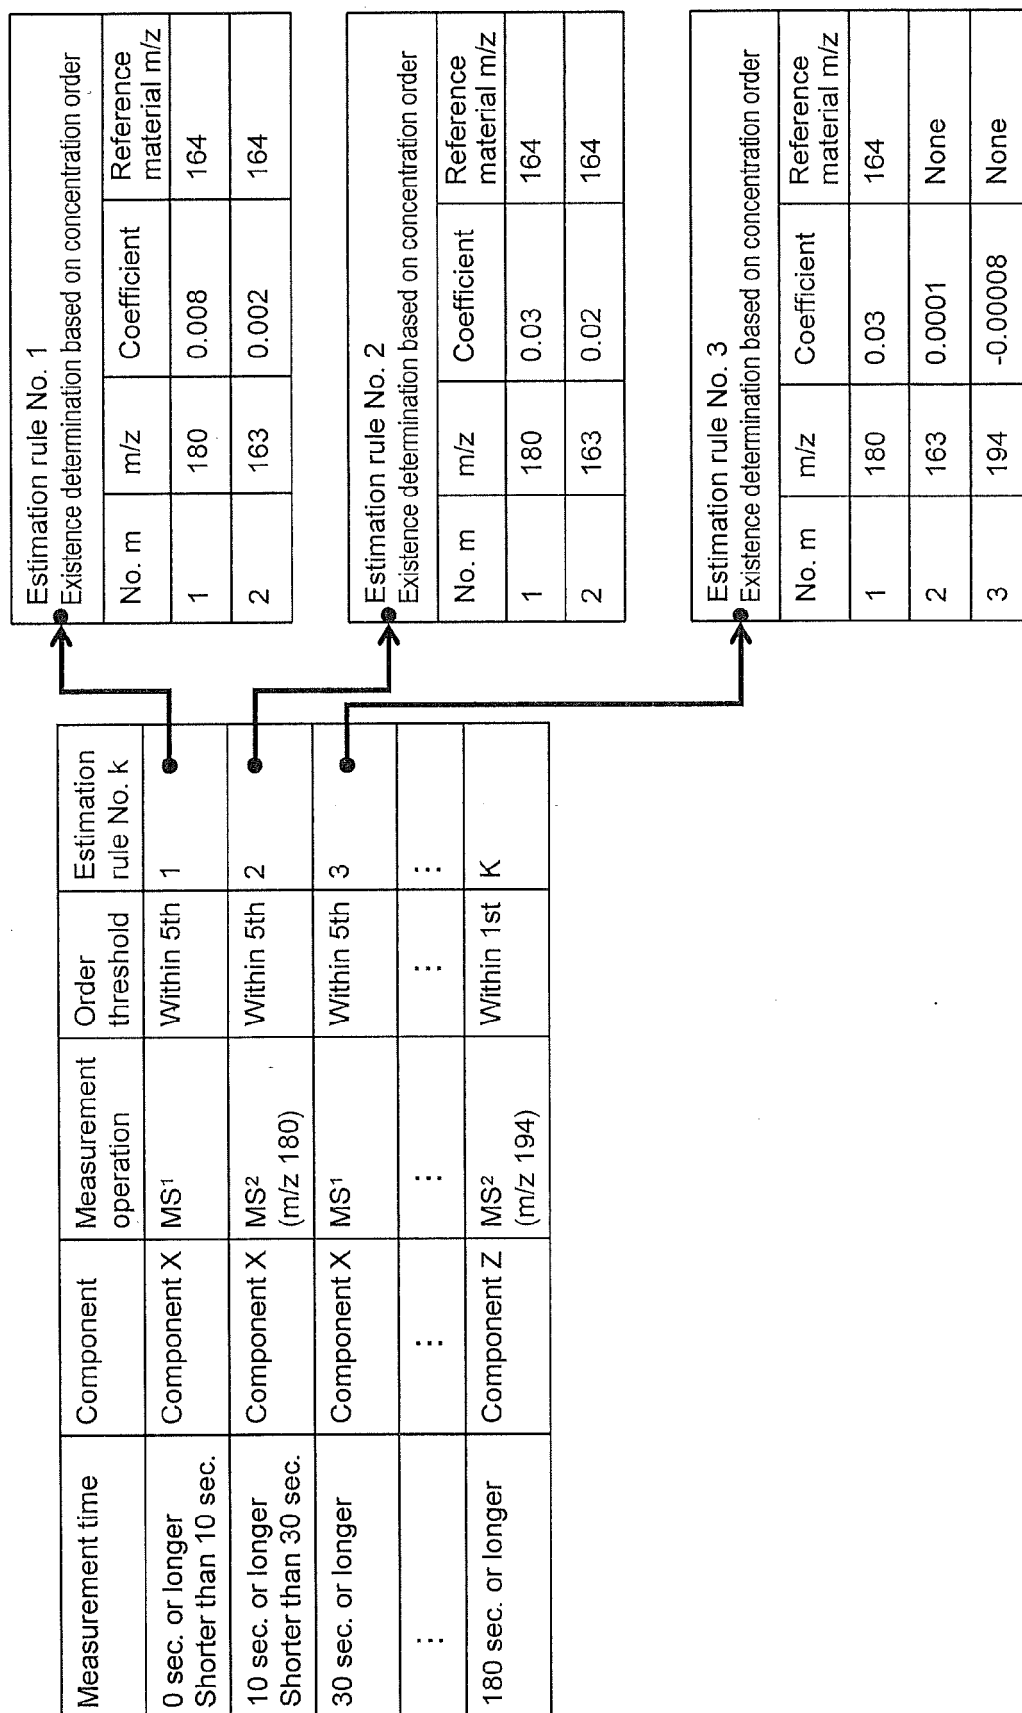 Measurement time
Component
Measurement
operation
Order
threshold
Estimation
rule No. k
0 sec. or longer
Shorter than 10 sec.
Component X
MS¹
Within 5th
1
10 sec. or longer
Shorter than 30 sec.
Component X
MS²
(m/z 180)
Within 5th
2
30 sec. or longer
Component X
MS¹
Within 5th
3
...
...
...
...
...
180 sec. or longer
Component Z
MS²
(m/z 194)
Within 1st
K
Estimation rule No. 1
Existence determination based on concentration order
No. m
m/z
Coefficient
Reference
material m/z
1
180
0.008
164
2
163
0.002
164
Estimation rule No. 2
Existence determination based on concentration order
No. m
m/z
Coefficient
Reference
material m/z
1
180
0.03
164
2
163
0.02
164
Estimation rule No. 3
Existence determination based on concentration order
No. m
m/z
Coefficient
Reference
material m/z
1
180
0.03
164
2
163
0.0001
None
3
194
-0.00008
None